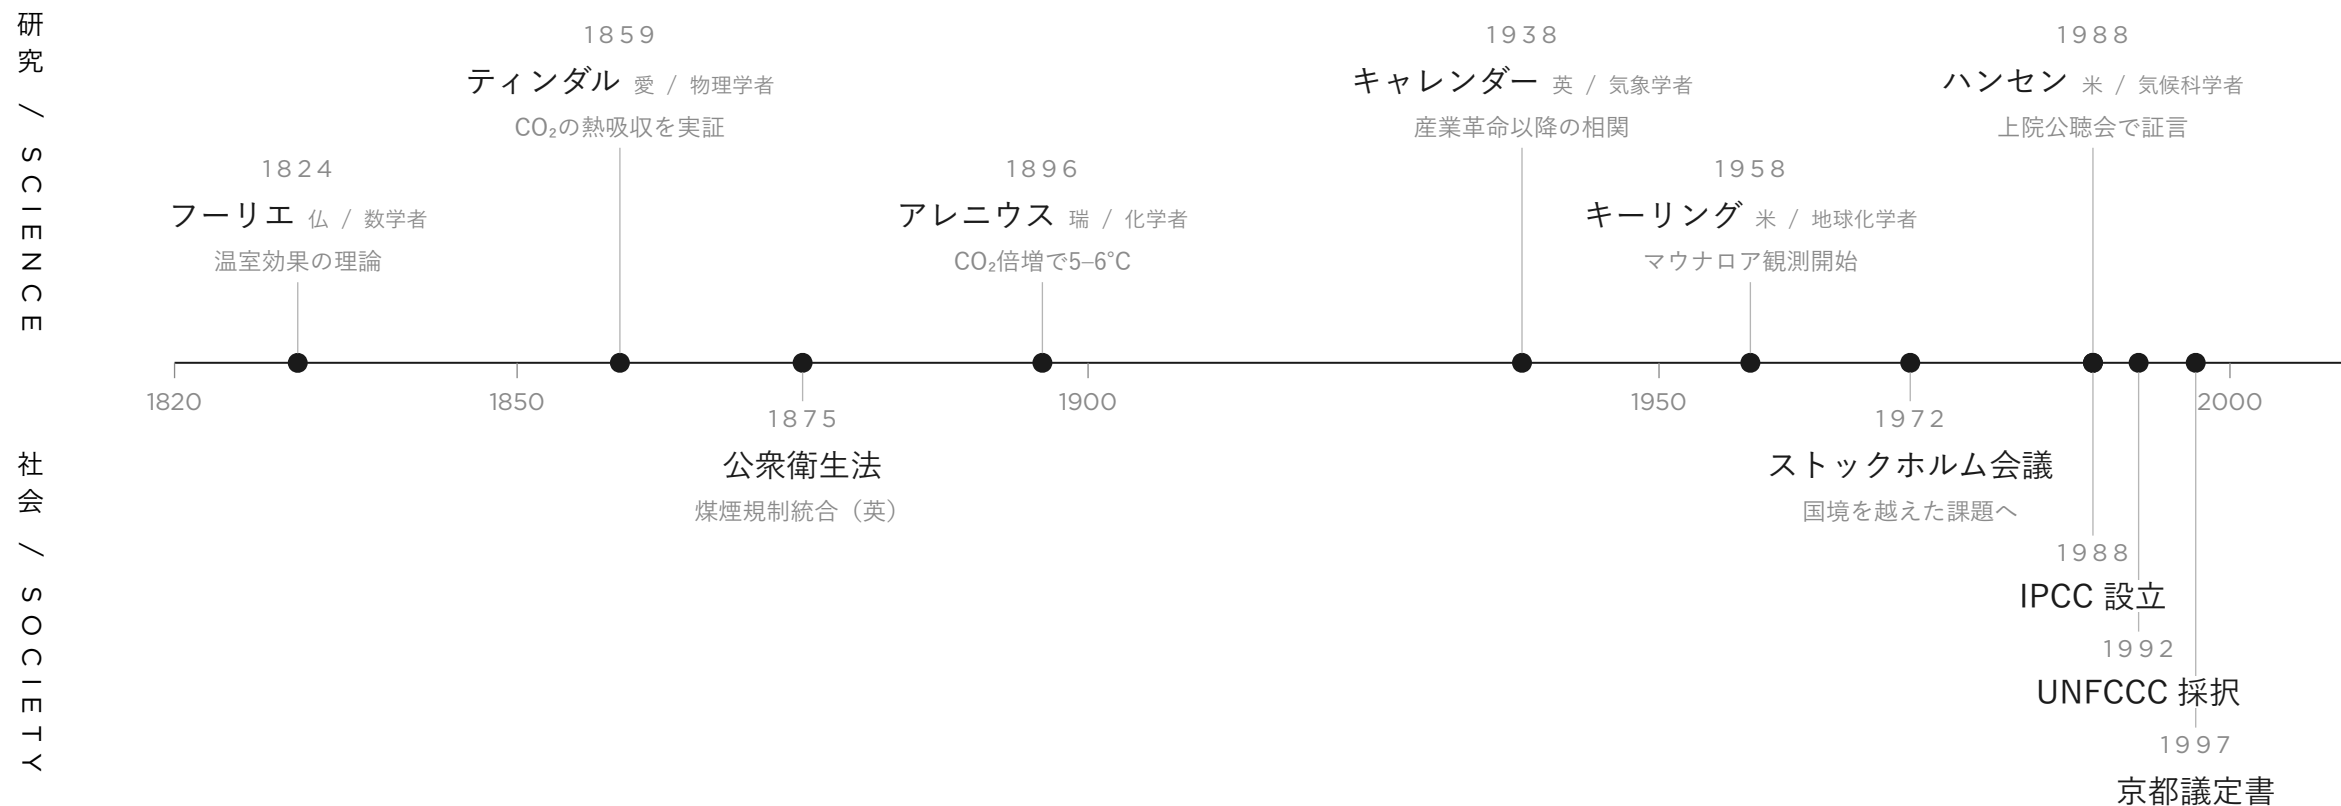 研究 / SCIENCE
1824
フーリエ 仏 / 数学者
温室効果の理論
1859
ティンダル 愛 / 物理学者
CO₂の熱吸収を実証
1896
アレニウス 瑞 / 化学者
CO₂倍増で5–6°C
1938
キャレンダー 英 / 気象学者
産業革命以降の相関
1958
キーリング 米 / 地球化学者
マウナロア観測開始
1988
ハンセン 米 / 気候科学者
上院公聴会で証言
1820
1850
1900
1950
2000
社会 / SOCIETY
1875
公衆衛生法
煤煙規制統合（英）
1972
ストックホルム会議
国境を越えた課題へ
1988
IPCC 設立
1992
UNFCCC 採択
1997
京都議定書